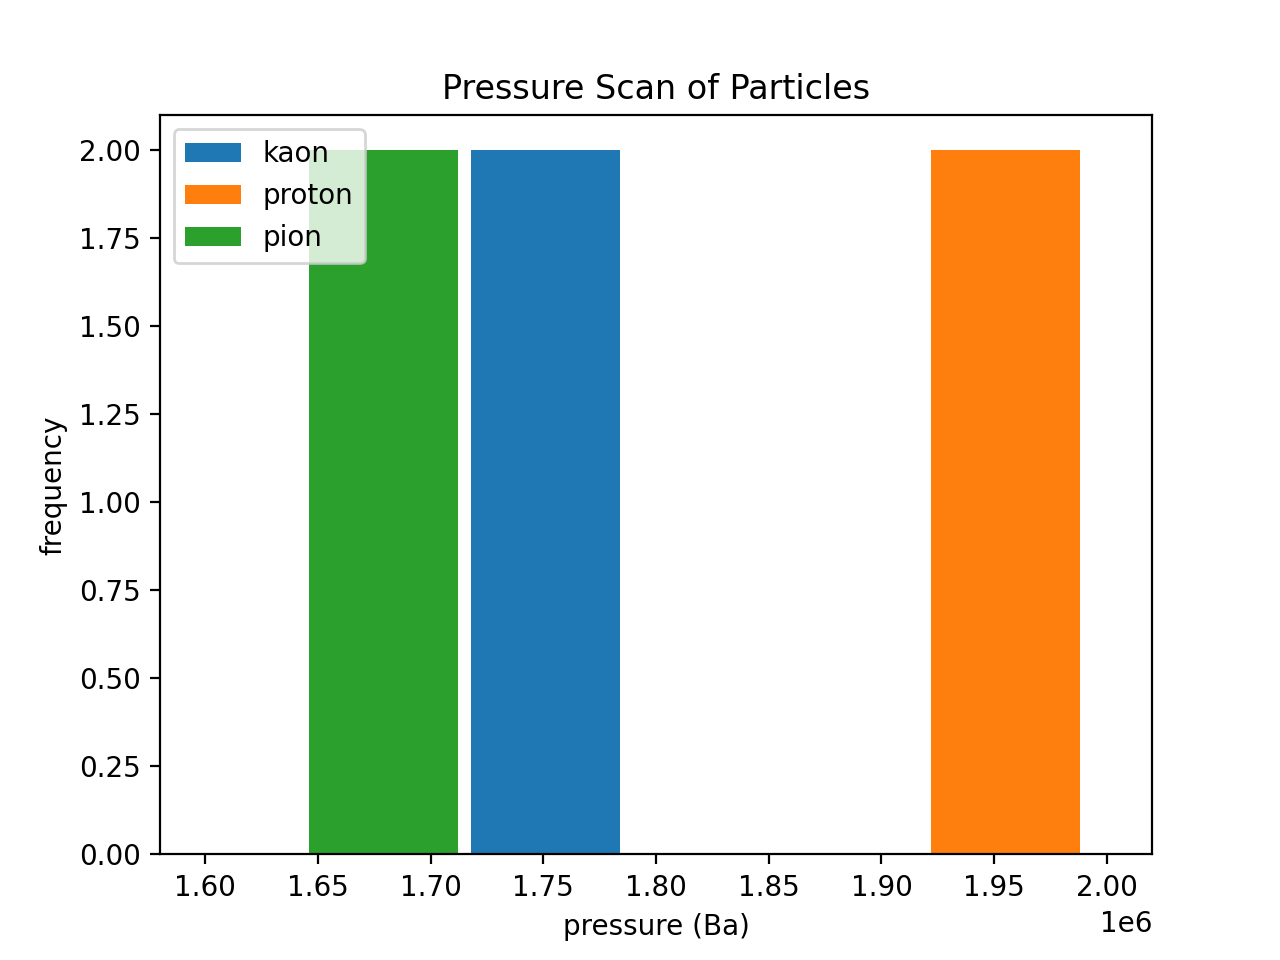 Pressure Scan of Particles
kaon
proton
pion
2.00
1.75
1.50
1.25
1.00
0.75
0.50
0.25
0.00
frequency
1.60 1.65 1.70 1.75 1.80 1.85 1.90 1.95 2.00
1e6
pressure (Ba)